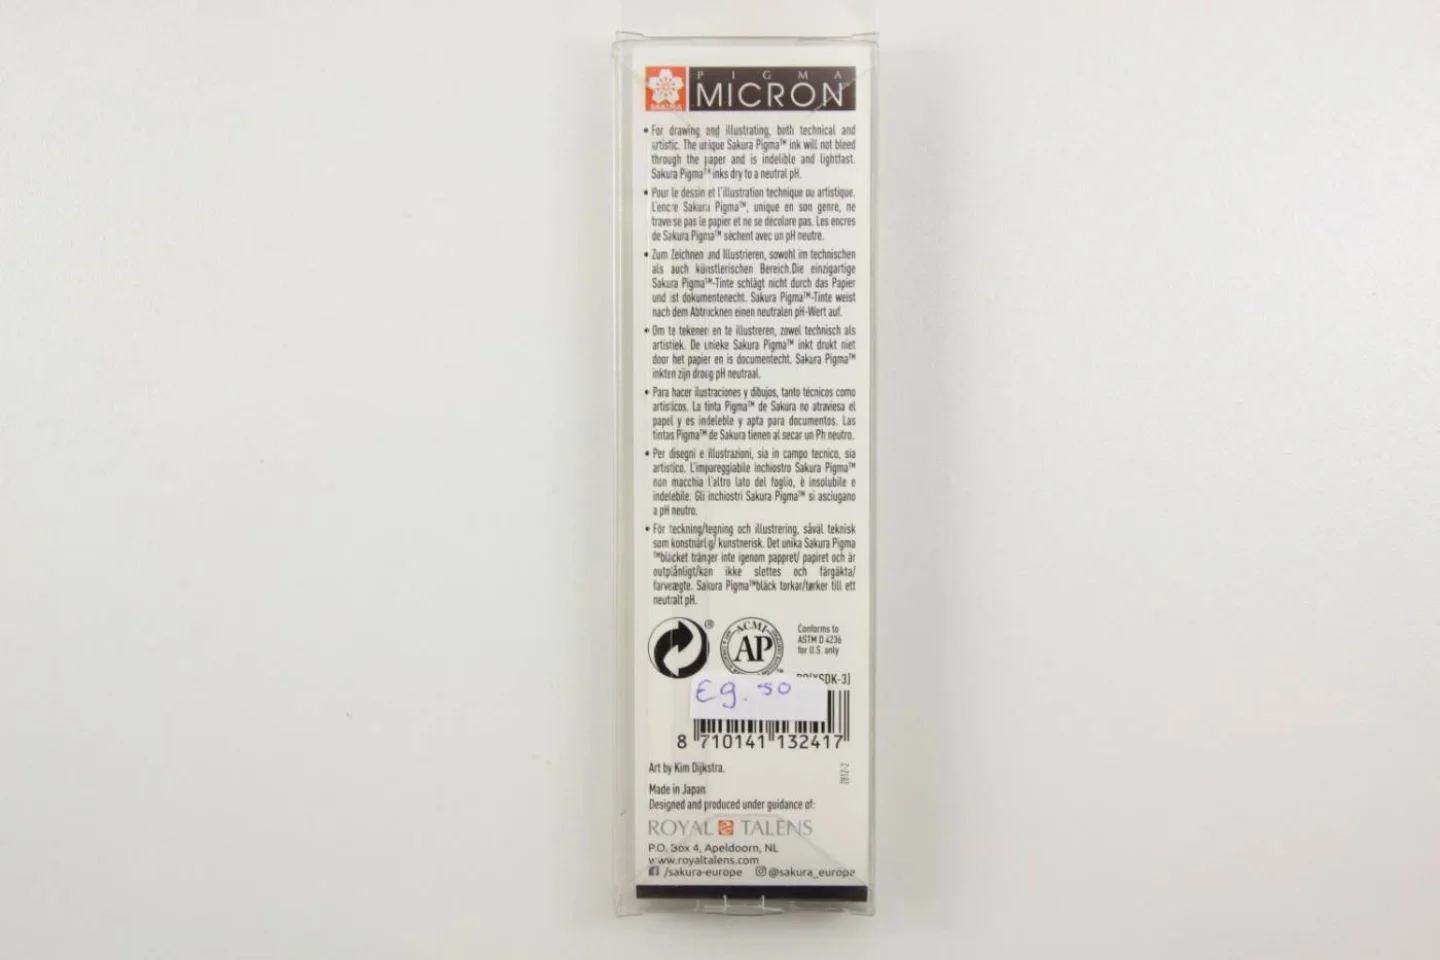 PIGMA
SAKURA MICRON
• For drawing and illustrating, both technical and
artistic. The unique Sakura Pigma™ ink will not bleed
through the paper and is indelible and lightfast.
Sakura Pigma™ inks dry to a neutral pH.
• Pour le dessin et l'illustration technique ou artistique.
L'encre Sakura Pigma™, unique en son genre, ne
traverse pas le papier et ne se décolore pas. Les encres
de Sakura Pigma™ sèchent avec un pH neutre.
• Zum Zeichnen und Illustrieren, sowohl im technischen
als auch künstlerischen Bereich.Die einzigartige
Sakura Pigma™-Tinte schlägt nicht durch das Papier
und ist dokumentenecht. Sakura Pigma™-Tinte weist
nach dem Abtrocknen einen neutralen pH-Wert auf.
• Om te tekenen en te illustreren, zowel technisch als
artistiek. De unieke Sakura Pigma™ inkt drukt niet
door het papier en is documentecht. Sakura Pigma™
inkten zijn droog pH neutraal.
• Para hacer ilustraciones y dibujos, tanto técnicos como
artísticos. La tinta Pigma™ de Sakura no atraviesa el
papel y es indeleble y apta para documentos. Las
tintas Pigma™ de Sakura tienen al secar un Ph neutro.
• Per disegni e illustrazioni, sia in campo tecnico, sia
artistico. L'impareggiabile inchiostro Sakura Pigma™
non macchia l'altro lato del foglio, è insolubile e
indelebile. Gli inchiostri Sakura Pigma™ si asciugano
a pH neutro.
• För teckning/tegning och illustrering, såväl teknisk
som konstnärlig/ kunstnerisk. Det unika Sakura Pigma
™bläcket tränger inte igenom pappret/ papiret och är
outplånligt/kan ikke slettes och färgäkta/
farveægte. Sakura Pigma™bläck torkar/tørker till ett
neutralt pH.
®
ACMI
AP
Conforms to
ASTM D 4236
for U.S. only
SDK-3)
€9.50
8 710141 132417
Art by Kim Dijkstra.
2812-2
Made in Japan
Designed and produced under guidance of:
ROYAL TALENS
P.O. Box 4, Apeldoorn, NL
www.royaltalens.com
/sakura-europe @sakura_europe